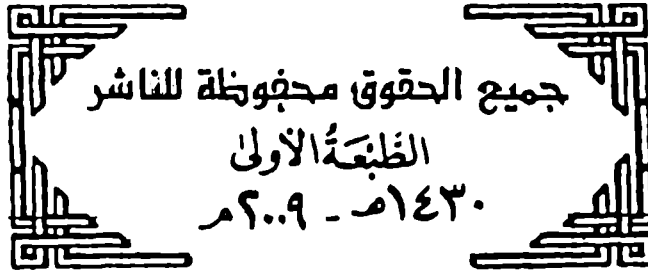 جميع الحقوق محفوظة للناشر
الطَّبْعَةُ الأولىٰ
١٤٣٠هـ - ٢٠٠٩م